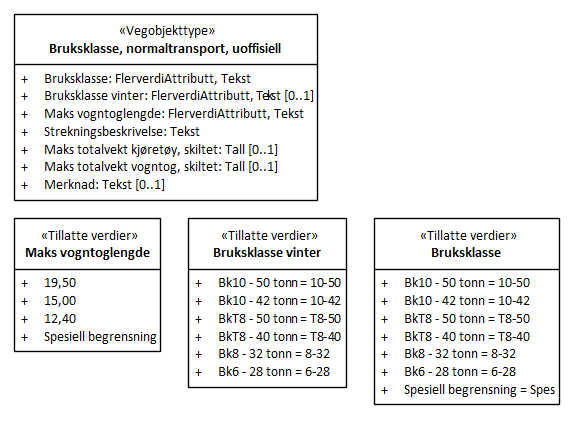 «Vegobjekttype»
Bruksklasse, normaltransport, uoffisiell
+ Bruksklasse: FlerverdiAttributt, Tekst
+ Bruksklasse vinter: FlerverdiAttributt, Tekst [0..1]
+ Maks vogntoglengde: FlerverdiAttributt, Tekst
+ Strekningsbeskrivelse: Tekst
+ Maks totalvekt kjøretøy, skiltet: Tall [0..1]
+ Maks totalvekt vogntog, skiltet: Tall [0..1]
+ Merknad: Tekst [0..1]
«Tillatte verdier»
Maks vogntoglengde
+ 19,50
+ 15,00
+ 12,40
+ Spesiell begrensning
«Tillatte verdier»
Bruksklasse vinter
+ Bk10 - 50 tonn = 10-50
+ Bk10 - 42 tonn = 10-42
+ BkT8 - 50 tonn = T8-50
+ BkT8 - 40 tonn = T8-40
+ Bk8 - 32 tonn = 8-32
+ Bk6 - 28 tonn = 6-28
«Tillatte verdier»
Bruksklasse
+ Bk10 - 50 tonn = 10-50
+ Bk10 - 42 tonn = 10-42
+ BkT8 - 50 tonn = T8-50
+ BkT8 - 40 tonn = T8-40
+ Bk8 - 32 tonn = 8-32
+ Bk6 - 28 tonn = 6-28
+ Spesiell begrensning = Spes